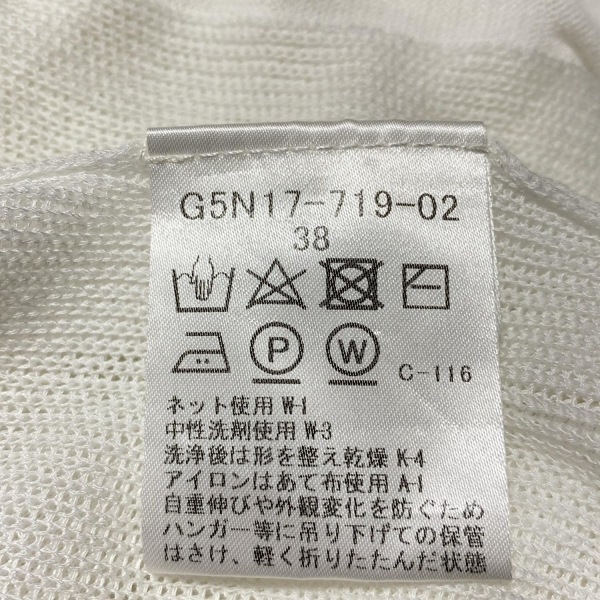 G5N17-719-02
38
P W C-116
ネット使用 W-1
中性洗剤使用 W-3
洗浄後は形を整え乾燥 K-4
アイロンはあて布使用 A-1
自重伸びや外観変化を防ぐため
ハンガー等に吊り下げての保管
はさけ、軽く折りたたんだ状態